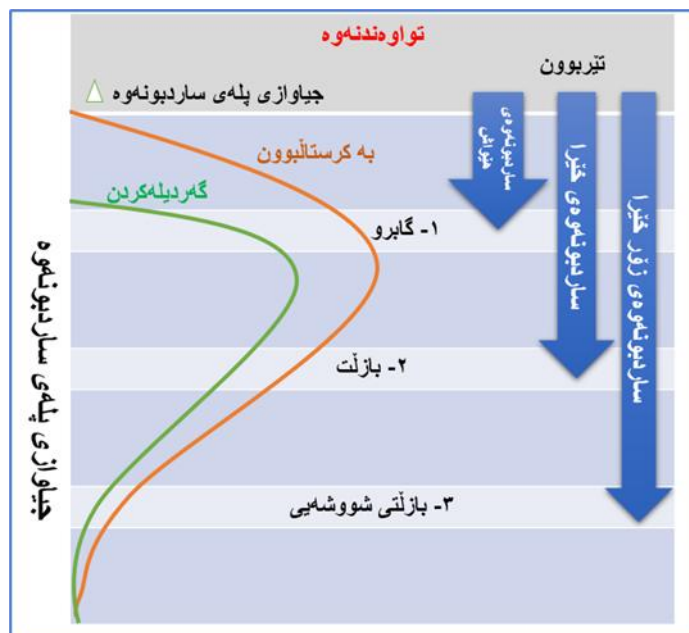 تواوەندنەوە
تێربوون
جیاوازی پلەی ساردبونەوە
بە کرستاڵبوون
گەردیلەکردن
١- گابرو
٢- بازڵت
٣- بازڵتی شووشەیی
ساردبونەوەی
هێواش
ساردبونەوەی خێرا
ساردبونەوەی زۆر خێرا
جیاوازی پلەی ساردبونەوە